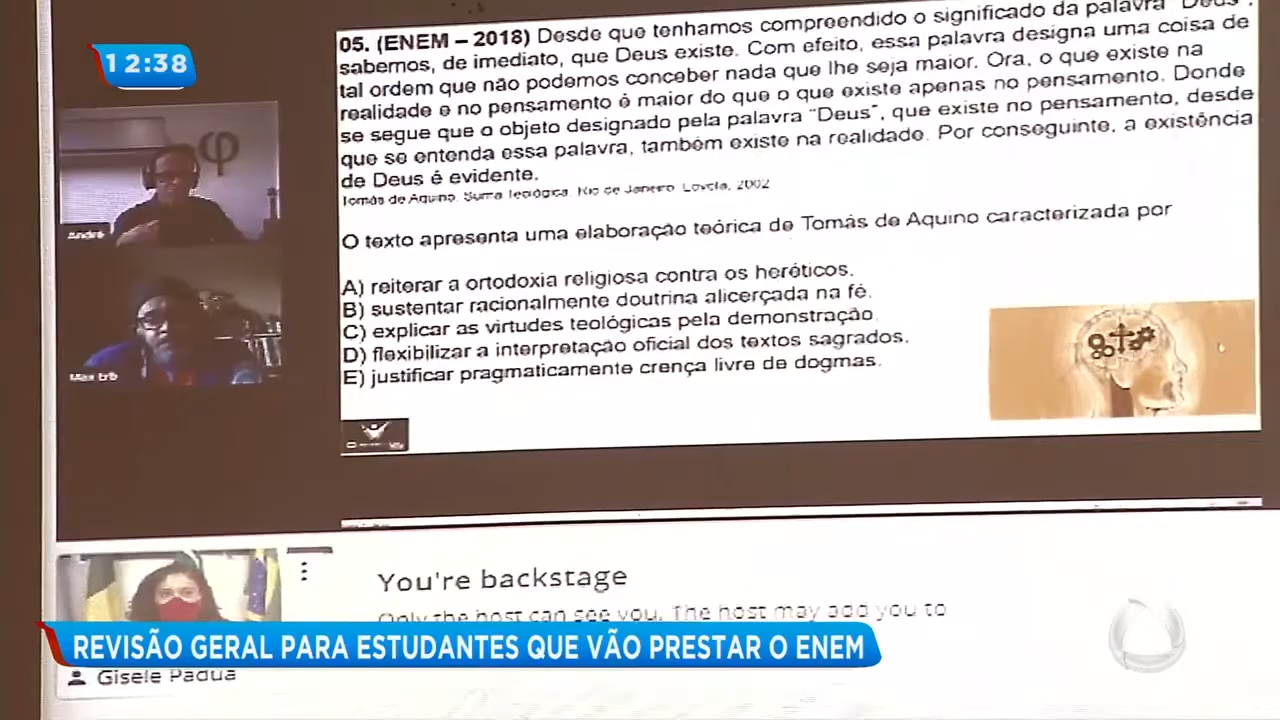 12:38
05. (ENEM – 2018) Desde que tenhamos compreendido o significado da palavra "Deus",
sabemos, de imediato, que Deus existe. Com efeito, essa palavra designa uma coisa de
tal ordem que não podemos conceber nada que lhe seja maior. Ora, o que existe na
realidade e no pensamento é maior do que o que existe apenas no pensamento. Donde
se segue que o objeto designado pela palavra "Deus", que existe no pensamento, desde
que se entenda essa palavra, também existe na realidade. Por conseguinte, a existência
de Deus é evidente.
Tomás de Aquino. Suma Teológica. Rio de Janeiro. Loyola, 2002
O texto apresenta uma elaboração teórica de Tomás de Aquino caracterizada por
A) reiterar a ortodoxia religiosa contra os heréticos.
B) sustentar racionalmente doutrina alicerçada na fé.
C) explicar as virtudes teológicas pela demonstração.
D) flexibilizar a interpretação oficial dos textos sagrados.
E) justificar pragmaticamente crença livre de dogmas.
φ
André
Max
You're backstage
Only the host can see you. The host may add you to
REVISÃO GERAL PARA ESTUDANTES QUE VÃO PRESTAR O ENEM
Gisele Padua